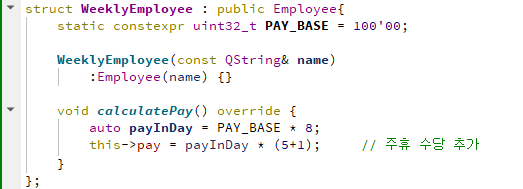 struct WeeklyEmployee : public Employee{
    static constexpr uint32_t PAY_BASE = 100'00;

    WeeklyEmployee(const QString& name)
        :Employee(name) {}

    void calculatePay() override {
        auto payInDay = PAY_BASE * 8;
        this->pay = payInDay * (5+1);     // 주휴 수당 추가
    }
};